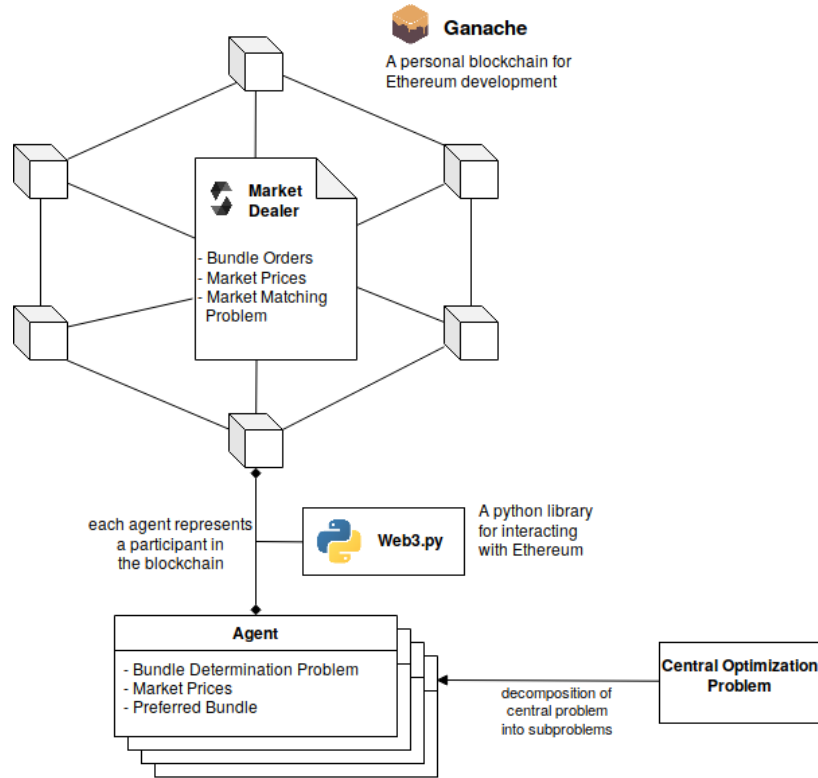 Ganache
A personal blockchain for
Ethereum development
Market
Dealer
- Bundle Orders
- Market Prices
- Market Matching
Problem
each agent represents
a participant in
the blockchain
Web3.py
A python library
for interacting
with Ethereum
Agent
- Bundle Determination Problem
- Market Prices
- Preferred Bundle
decomposition of
central problem
into subproblems
Central Optimization
Problem